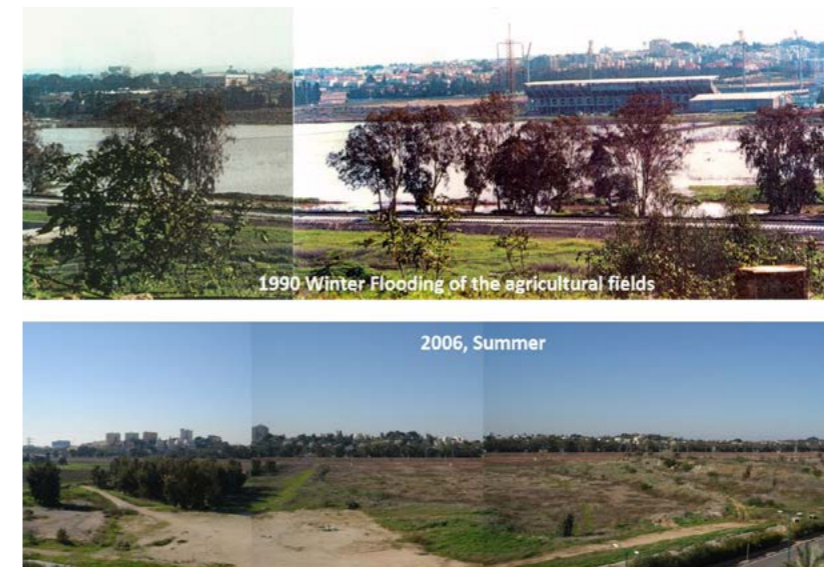 1990 Winter Flooding of the agricultural fields
2006, Summer